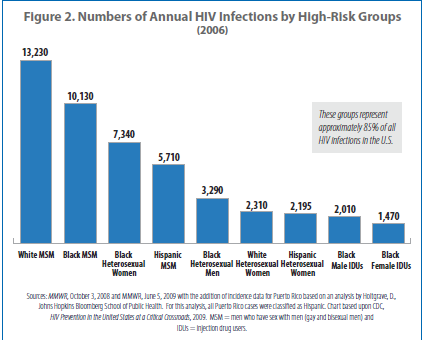 Figure 2. Numbers of Annual HIV Infections by High-Risk Groups
(2006)
13,230
10,130
7,340
5,710
3,290
2,310
2,195
2,010
1,470
These groups represent
approximately 85% of all
HIV infections in the U.S.
White MSM
Black MSM
Black
Heterosexual
Women
Hispanic
MSM
Black
Heterosexual
Men
White
Heterosexual
Women
Hispanic
Heterosexual
Women
Black
Male IDUs
Black
Female IDUs
Sources: MMWR, October 3, 2008 and MMWR, June 5, 2009 with the addition of incidence data for Puerto Rico based on an analysis by Holtgrave, D.,
Johns Hopkins Bloomberg School of Public Health. For this analysis, all Puerto Rico cases were classified as Hispanic. Chart based upon CDC,
HIV Prevention in the United States at a Critical Crossroads, 2009. MSM = men who have sex with men (gay and bisexual men) and
IDUs = injection drug users.